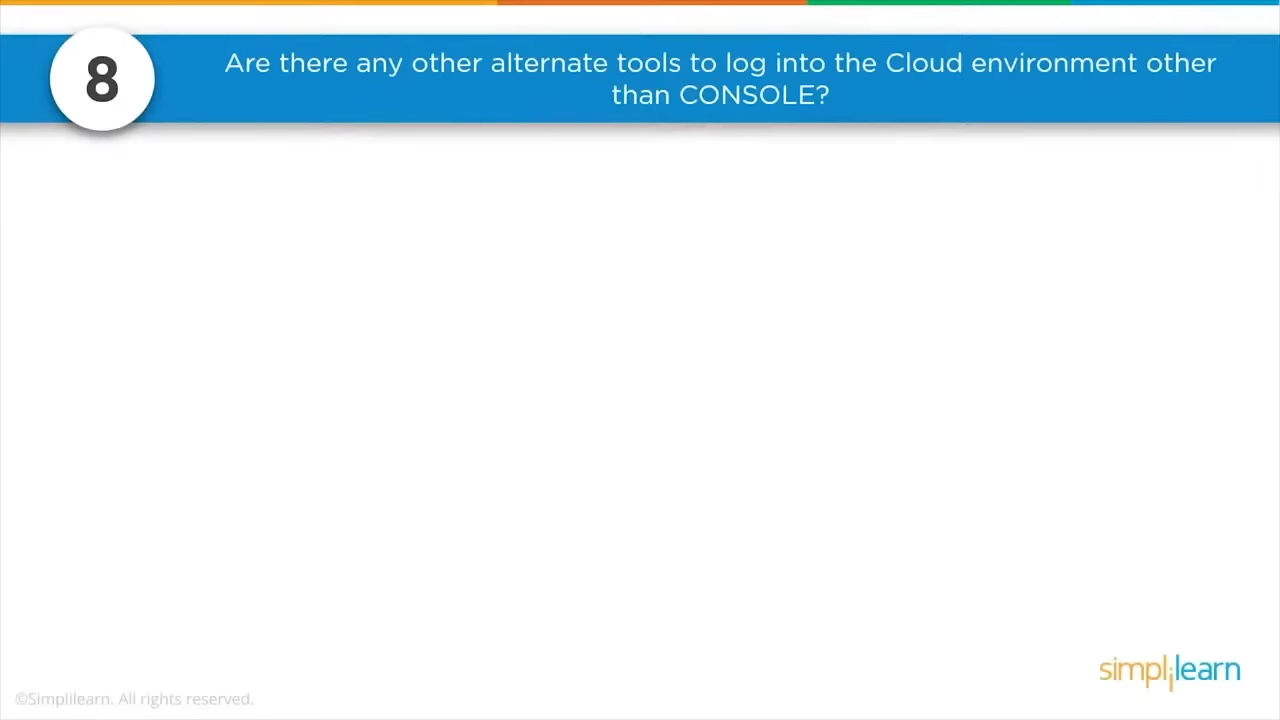 8
Are there any other alternate tools to log into the Cloud environment other
than CONSOLE?
simplilearn
©Simplilearn. All rights reserved.